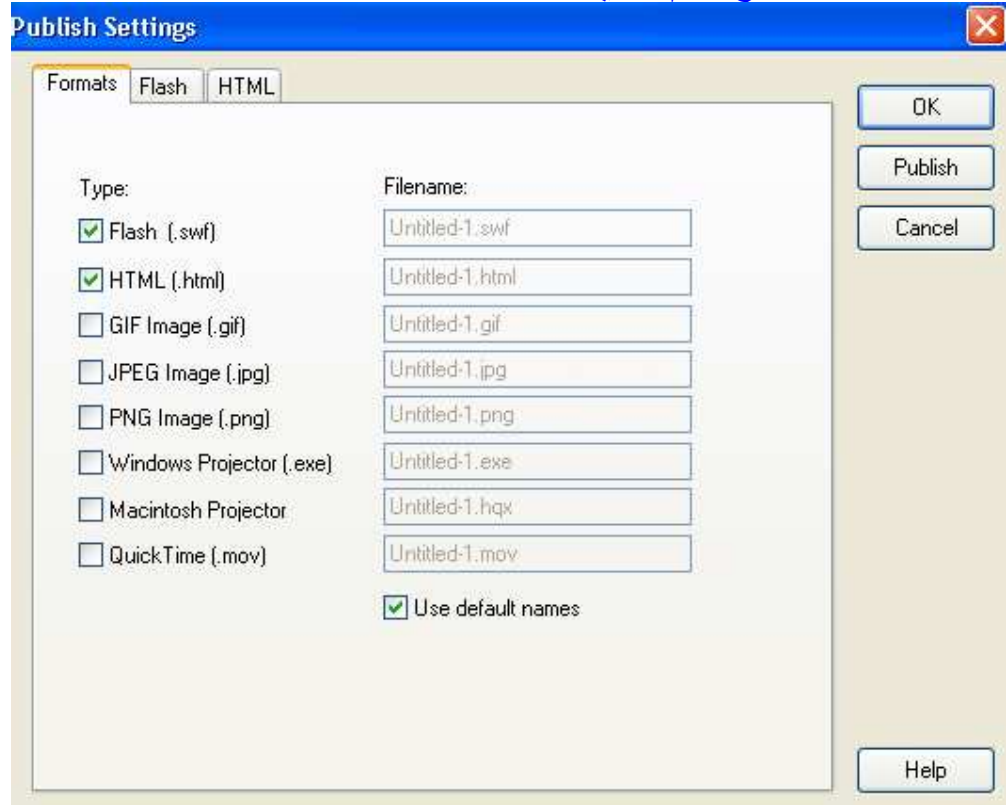 Publish Settings
Formats Flash HTML
OK
Publish
Cancel
Type: Filename:
Flash (.swf) Untitled-1.swf
HTML (.html) Untitled-1.html
GIF Image (.gif) Untitled-1.gif
JPEG Image (.jpg) Untitled-1.jpg
PNG Image (.png) Untitled-1.png
Windows Projector (.exe) Untitled-1.exe
Macintosh Projector Untitled-1.hqx
QuickTime (.mov) Untitled-1.mov
Use default names
Help